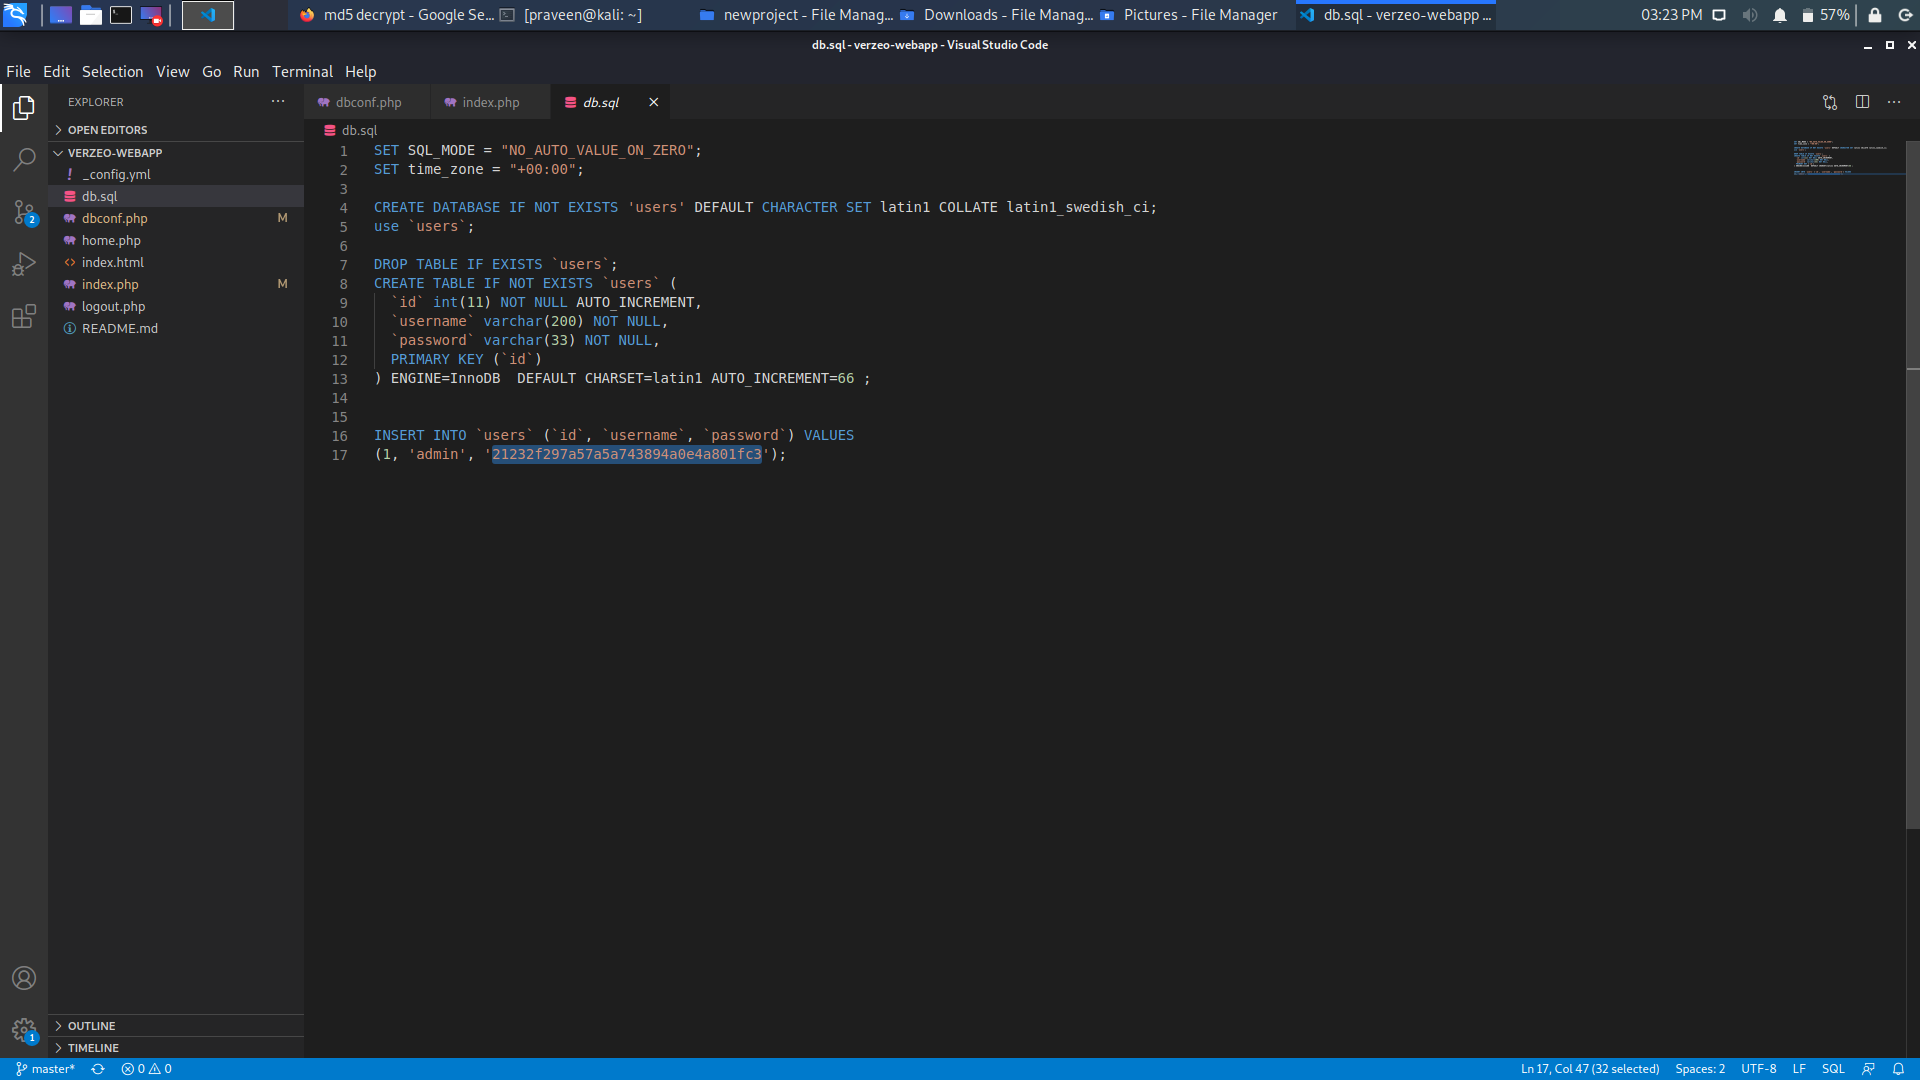 md5 decrypt - Google Se...
[praveen@kali: ~]
newproject - File Manag...
Downloads - File Manag...
Pictures - File Manager
db.sql - verzeo-webapp ...
03:23 PM
57%
db.sql - verzeo-webapp - Visual Studio Code
File Edit Selection View Go Run Terminal Help
EXPLORER
OPEN EDITORS
VERZEO-WEBAPP
! _config.yml
db.sql
dbconf.php M
home.php
index.html
index.php M
logout.php
README.md
OUTLINE
TIMELINE
2
1
dbconf.php index.php db.sql
db.sql
1 SET SQL_MODE = "NO_AUTO_VALUE_ON_ZERO";
2 SET time_zone = "+00:00";
3
4 CREATE DATABASE IF NOT EXISTS 'users' DEFAULT CHARACTER SET latin1 COLLATE latin1_swedish_ci;
5 use `users`;
6
7 DROP TABLE IF EXISTS `users`;
8 CREATE TABLE IF NOT EXISTS `users` (
9 `id` int(11) NOT NULL AUTO_INCREMENT,
10 `username` varchar(200) NOT NULL,
11 `password` varchar(33) NOT NULL,
12 PRIMARY KEY (`id`)
13 ) ENGINE=InnoDB  DEFAULT CHARSET=latin1 AUTO_INCREMENT=66 ;
14
15
16 INSERT INTO `users` (`id`, `username`, `password`) VALUES
17 (1, 'admin', '21232f297a57a5a743894a0e4a801fc3');
master* 0 0
Ln 17, Col 47 (32 selected) Spaces: 2 UTF-8 LF SQL